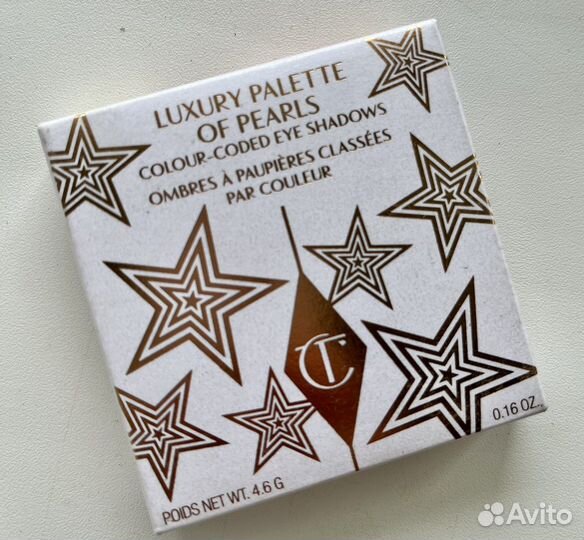 LUXURY PALETTE
OF PEARLS
COLOUR-CODED EYE SHADOWS
OMBRES À PAUPIÈRES CLASSÉES
PAR COULEUR
CT
POIDS NET WT. 4.6 G
0.16 OZ.
Avito